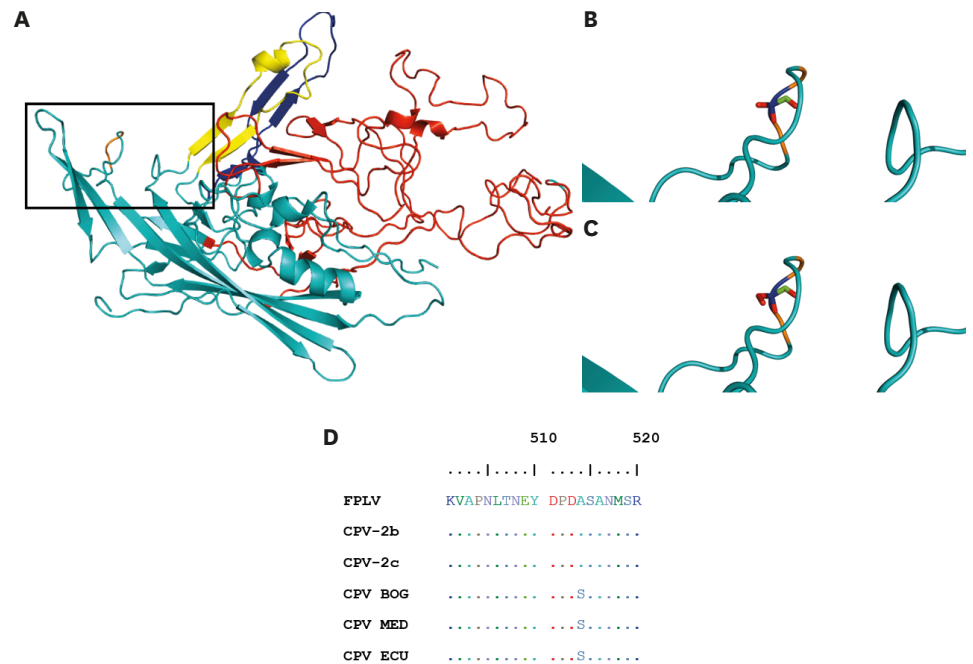 A
B
C
D
510 520
....|....| ....|....|
FPLV KVAPNLTNEY DPDASANMSR
CPV-2b .......... ..........
CPV-2c .......... ..........
CPV BOG .......... ...S......
CPV MED .......... ...S......
CPV ECU .......... ...S......